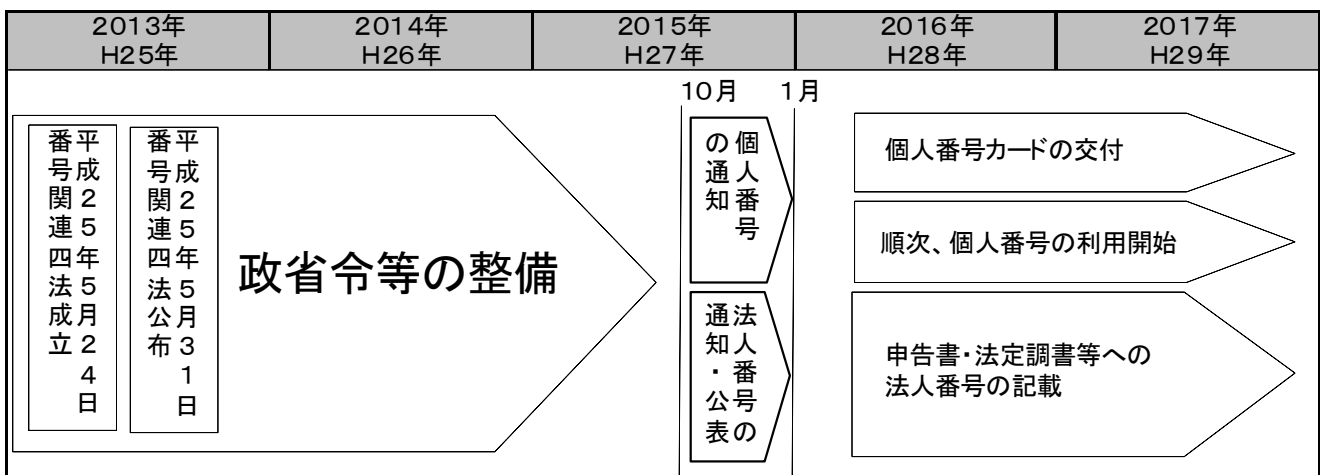 2013年
H25年
2014年
H26年
2015年
H27年
2016年
H28年
2017年
H29年
10月
1月
平成25年5月24日
番号関連四法成立
平成25年5月31日
番号関連四法公布
政省令等の整備
個人番号
の通知
法人番号の
通知・公表
個人番号カードの交付
順次、個人番号の利用開始
申告書・法定調書等への
法人番号の記載